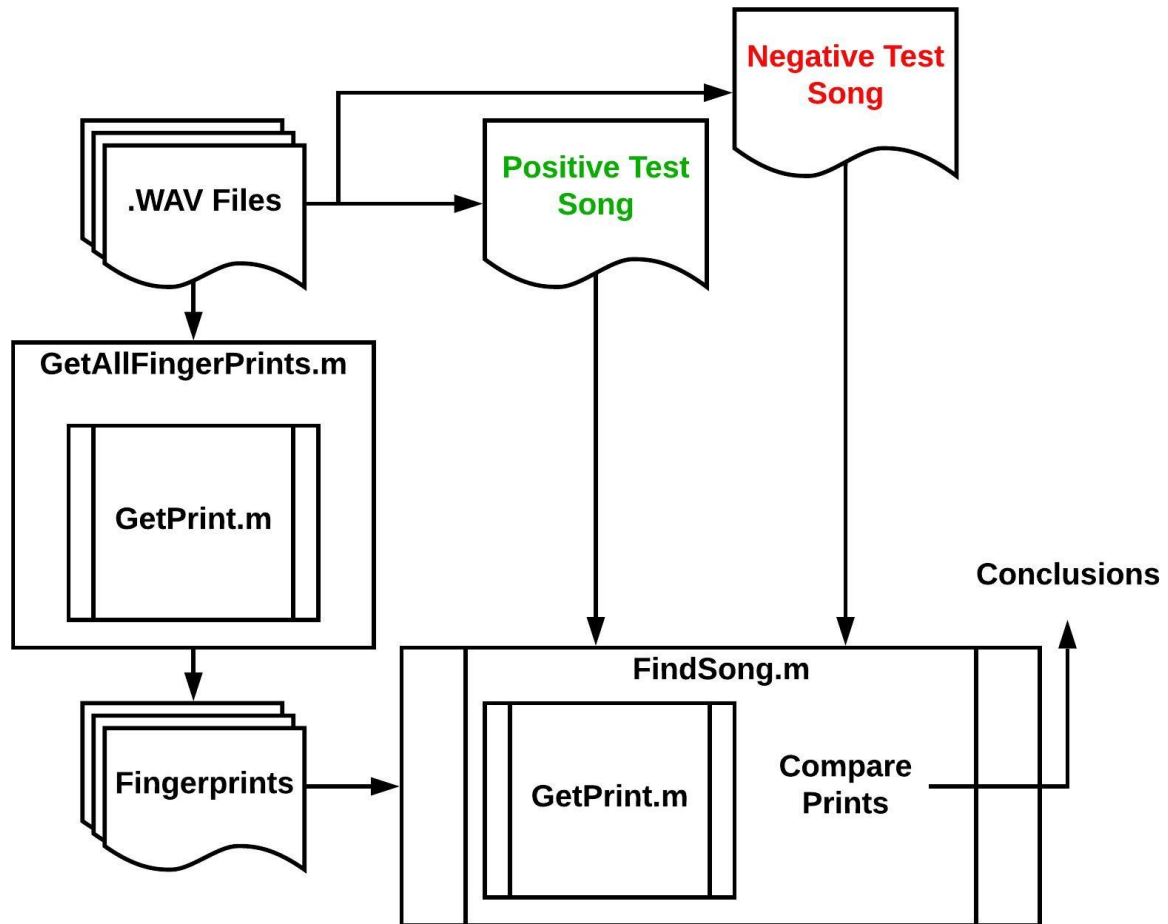 Negative Test
Song
Positive Test
Song
.WAV Files
GetAllFingerPrints.m
GetPrint.m
Conclusions
FindSong.m
Fingerprints
GetPrint.m
Compare
Prints